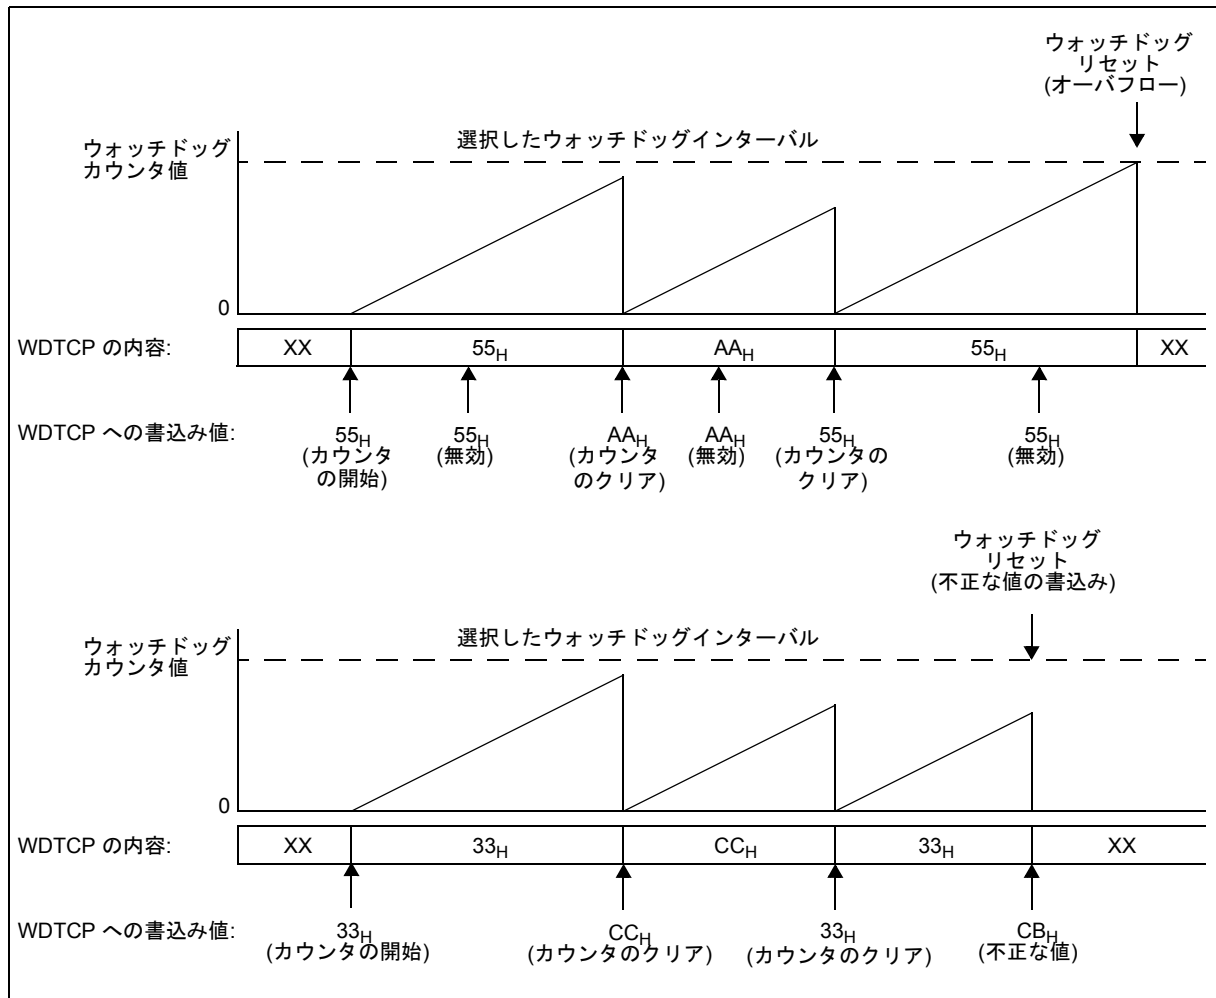 ウォッチドッグ
リセット
(オーバフロー)
選択したウォッチドッグインターバル
ウォッチドッグ
カウンタ値
0
WDTCP の内容: XX 55H AAH 55H XX
WDTCP への書込み値: 55H 55H AAH AAH 55H 55H
(カウンタ (無効) (カウンタ (無効) (カウンタの (無効)
の開始) のクリア) クリア)
ウォッチドッグ
リセット
(不正な値の書込み)
選択したウォッチドッグインターバル
ウォッチドッグ
カウンタ値
0
WDTCP の内容: XX 33H CCH 33H XX
WDTCP への書込み値: 33H CCH 33H CBH
(カウンタの開始) (カウンタのクリア) (カウンタのクリア) (不正な値)